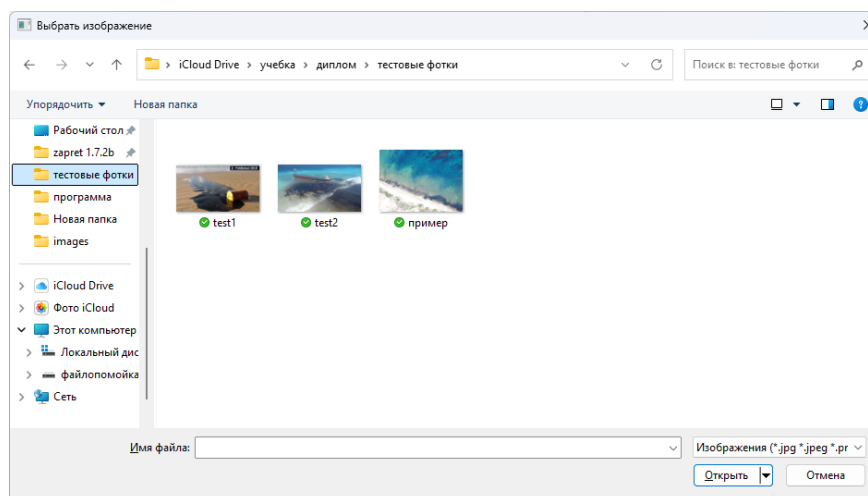 Выбрать изображение
iCloud Drive › учебка › диплом › тестовые фотки
Поиск в: тестовые фотки
Упорядочить
Новая папка
Рабочий стол
zapret 1.7.2b
тестовые фотки
программа
Новая папка
images
iCloud Drive
Фото iCloud
Этот компьютер
Локальный дис
файлопомойка
Сеть
test1
test2
пример
Имя файла:
Изображения (*.jpg *.jpeg *.pr
Открыть
Отмена